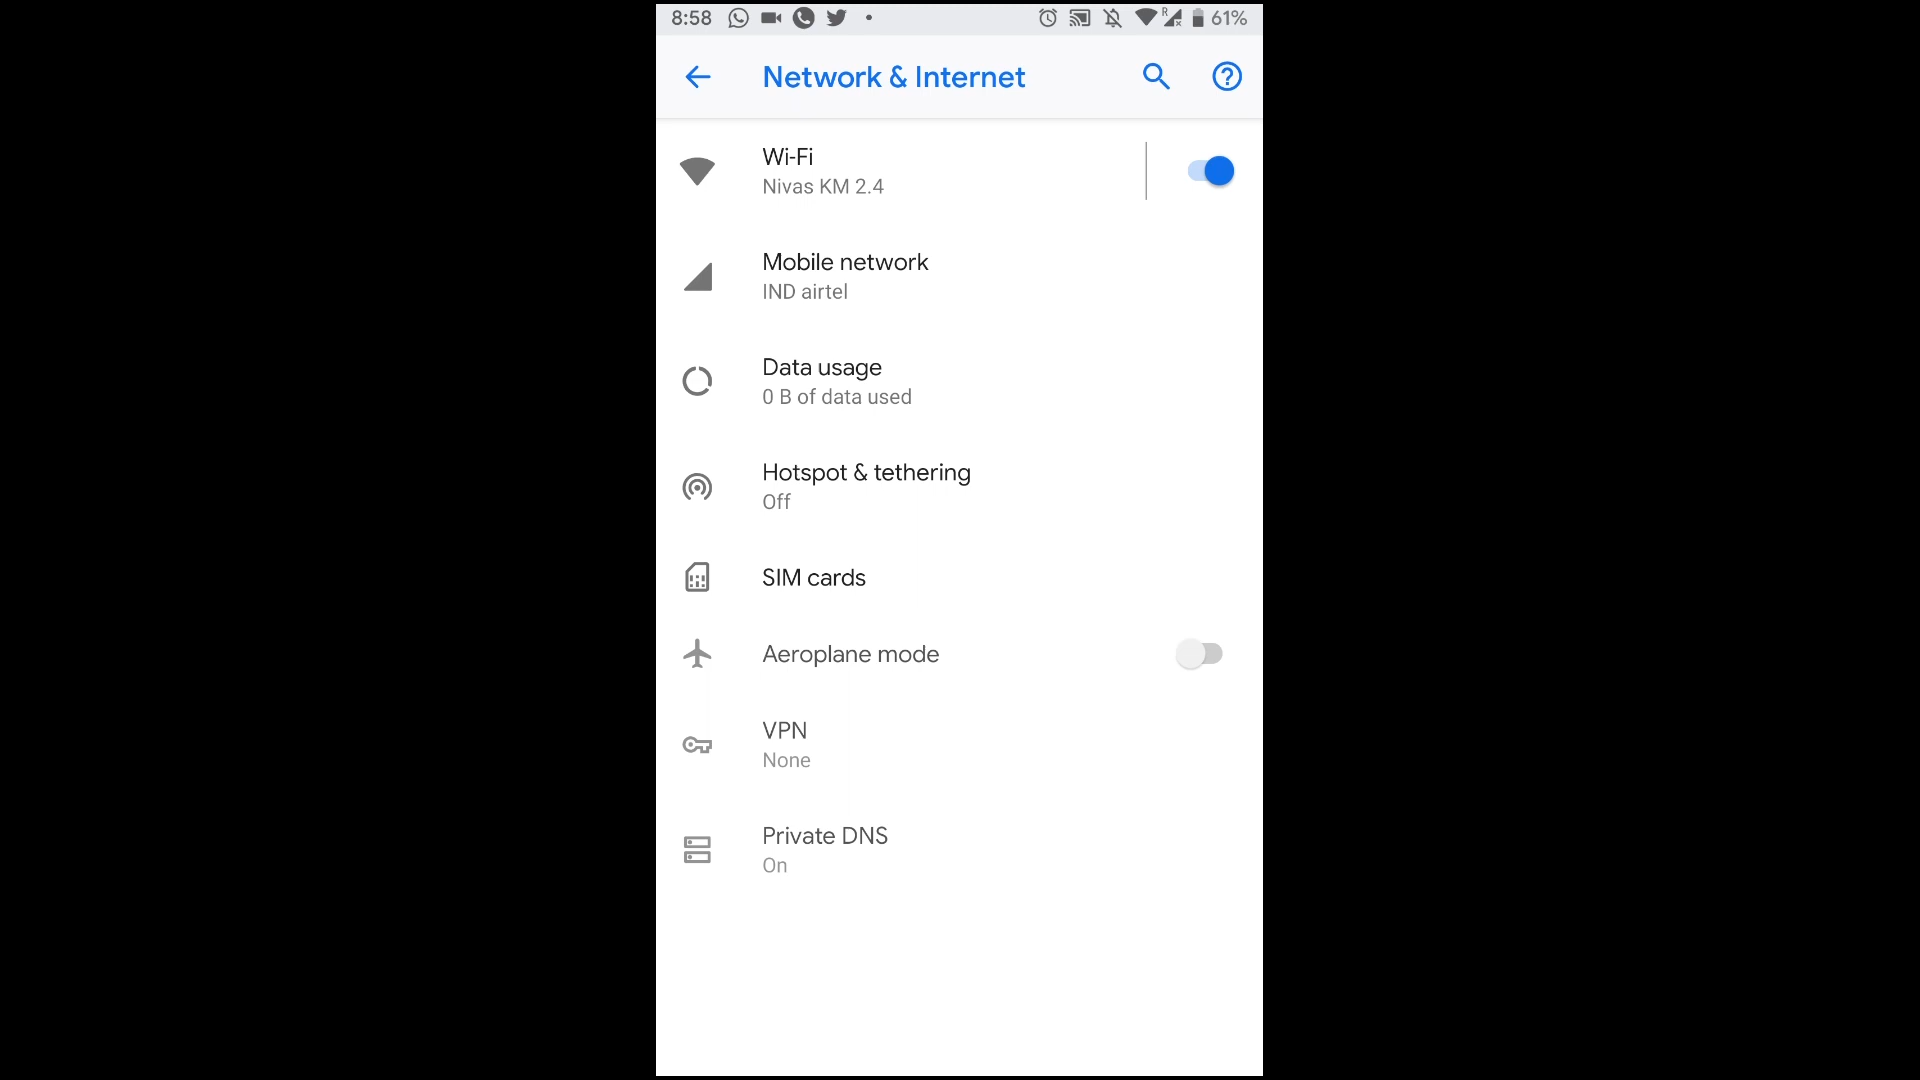 8:58 R 61%
Network & Internet
Wi-Fi
Nivas KM 2.4
Mobile network
IND airtel
Data usage
0 B of data used
Hotspot & tethering
Off
SIM cards
Aeroplane mode
VPN
None
Private DNS
On